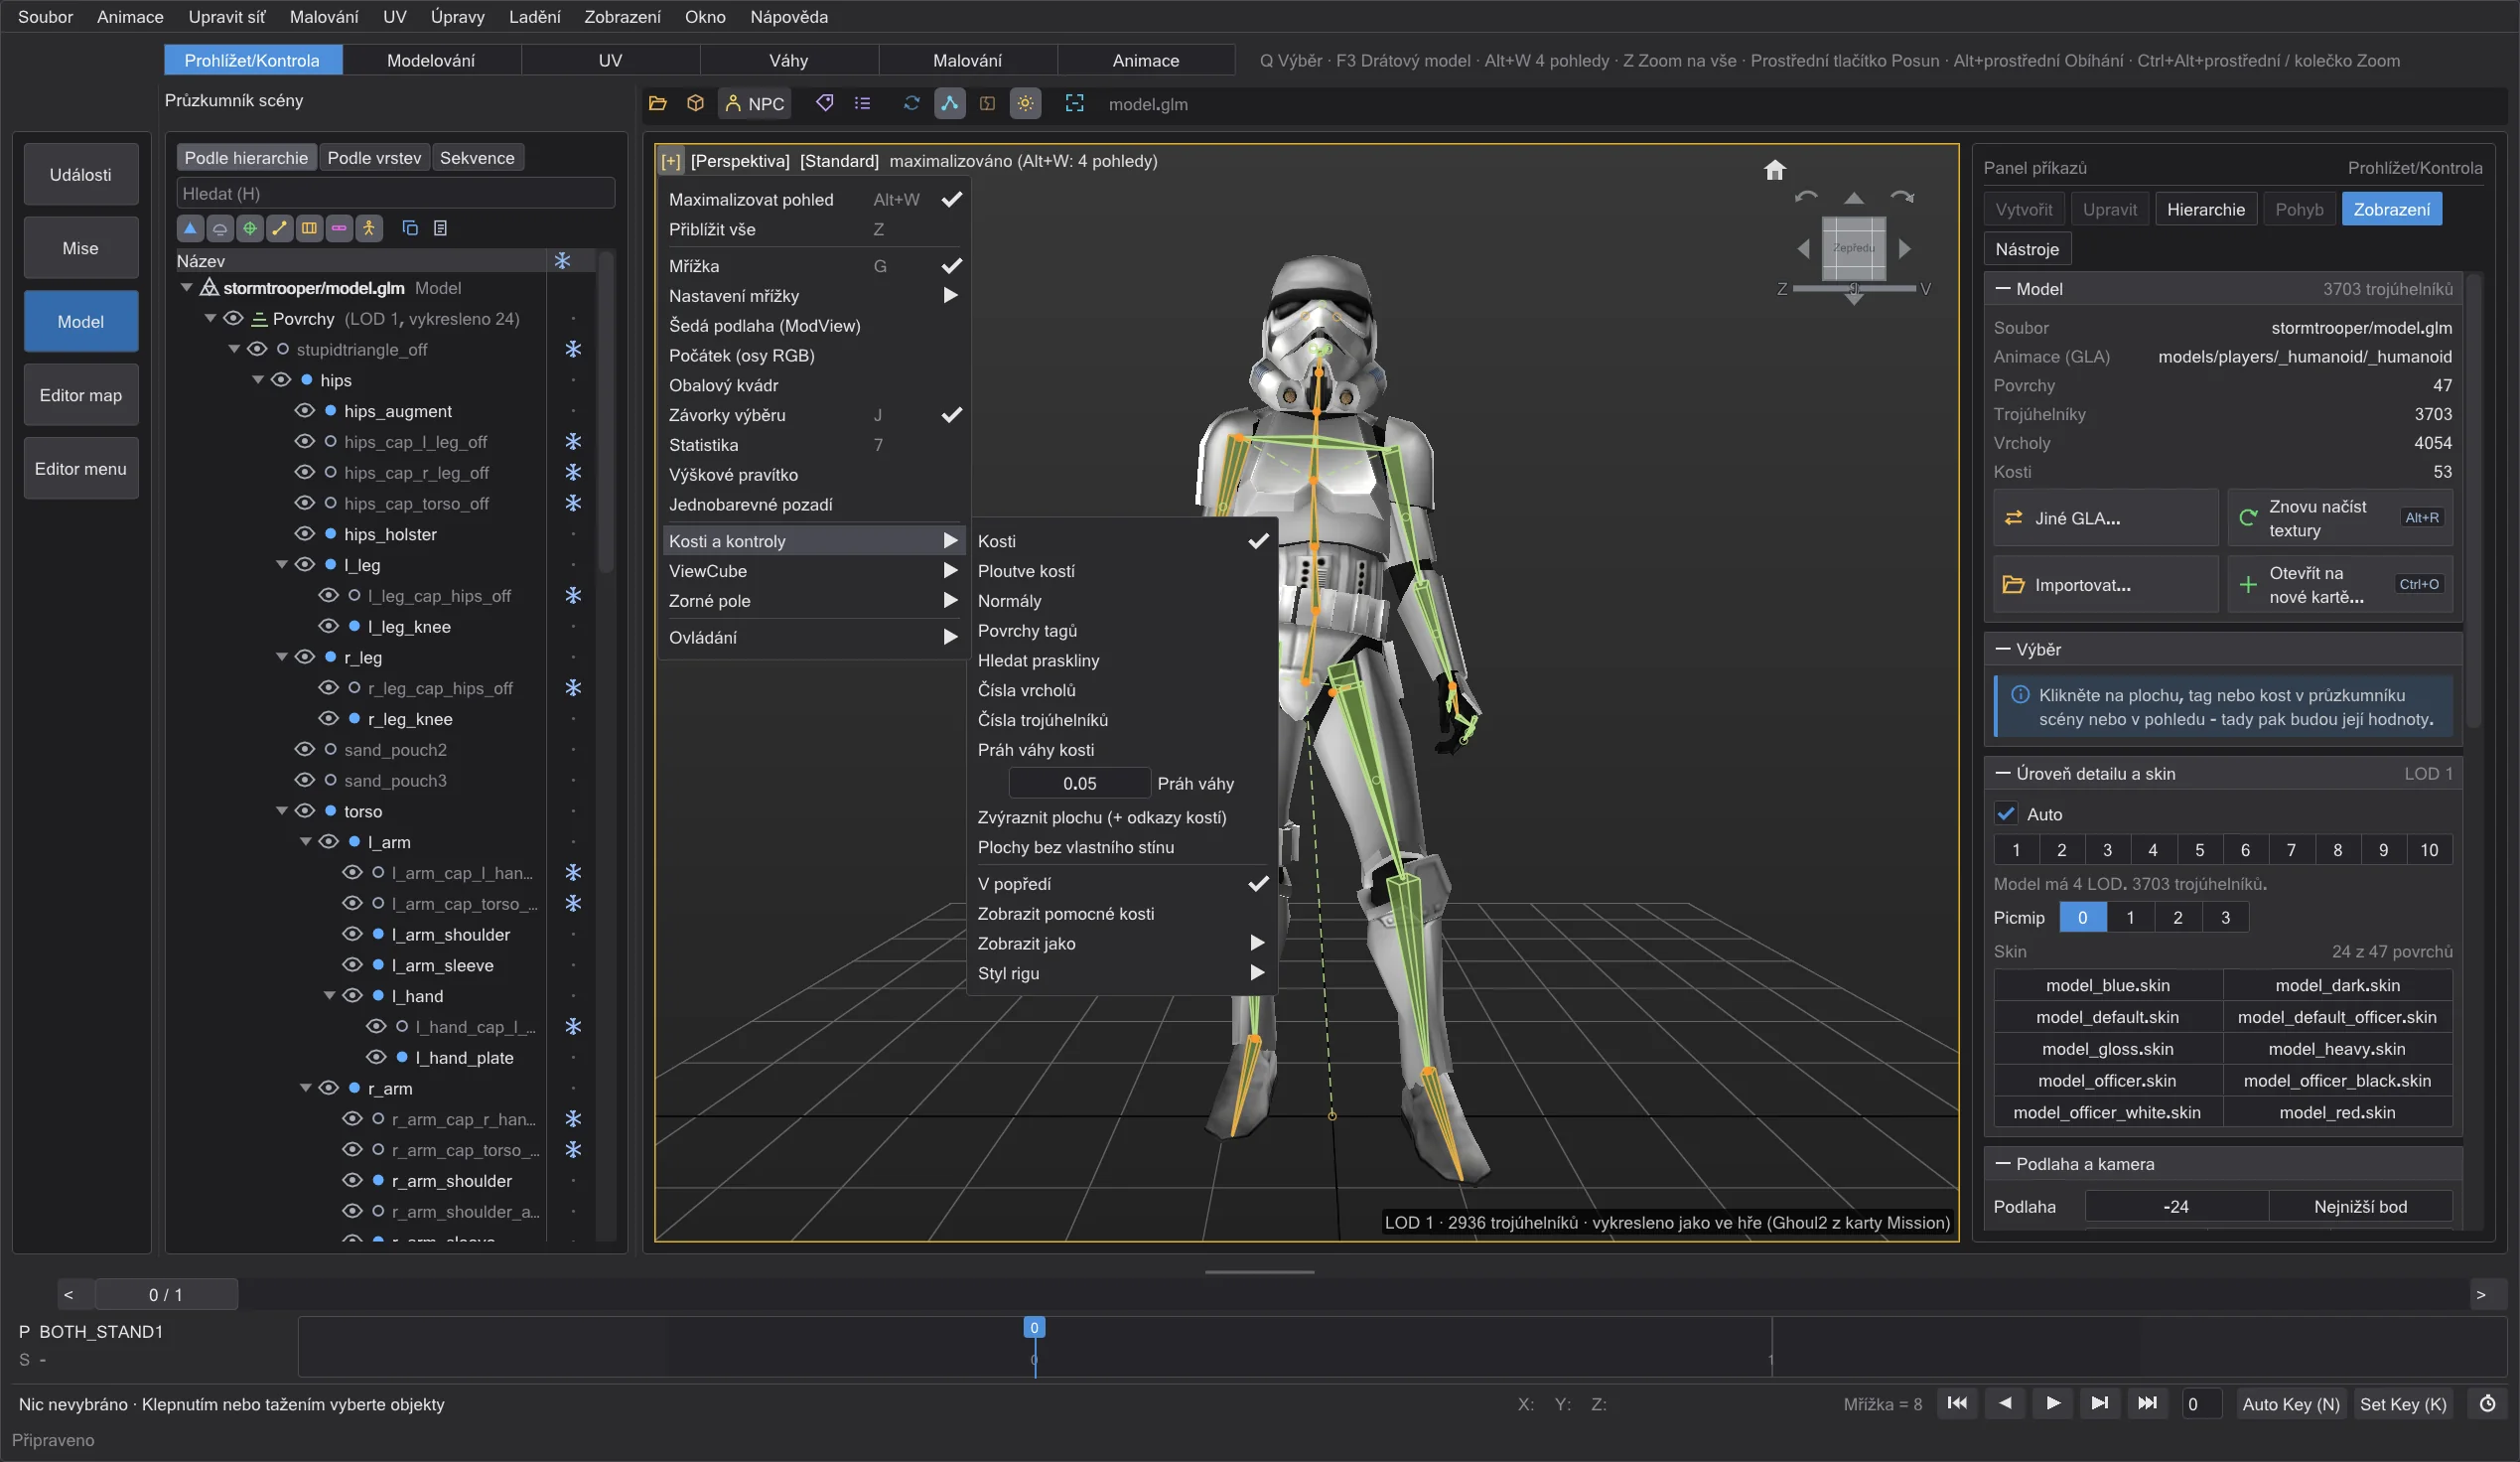 Soubor Animace Upravit síť Malování UV Úpravy Ladění Zobrazení Okno Nápověda
Prohlížet/Kontrola Modelování UV Váhy Malování Animace Q Výběr · F3 Drátový model · Alt+W 4 pohledy · Z Zoom na vše · Prostřední tlačítko Posun · Alt+prostřední Obíhání · Ctrl+Alt+prostřední / kolečko Zoom
Průzkumník scény
NPC model.glm
Události
Mise
Model
Editor map
Editor menu
Podle hierarchie Podle vrstev Sekvence
Hledat (H)
Název
stormtrooper/model.glm Model
Povrchy (LOD 1, vykresleno 24)
stupidtriangle_off
hips
hips_augment
hips_cap_l_leg_off
hips_cap_r_leg_off
hips_cap_torso_off
hips_holster
l_leg
l_leg_cap_hips_off
l_leg_knee
r_leg
r_leg_cap_hips_off
r_leg_knee
sand_pouch2
sand_pouch3
torso
l_arm
l_arm_cap_l_han...
l_arm_cap_torso_...
l_arm_shoulder
l_arm_sleeve
l_hand
l_hand_cap_l_...
l_hand_plate
r_arm
r_arm_cap_r_han...
r_arm_cap_torso_...
r_arm_shoulder
r_arm_shoulder_a...
r_arm_sleeve
[+] [Perspektiva] [Standard] maximalizováno (Alt+W: 4 pohledy)
Maximalizovat pohled Alt+W
Přiblížit vše Z
Mřížka G
Nastavení mřížky
Šedá podlaha (ModView)
Počátek (osy RGB)
Obalový kvádr
Závorky výběru J
Statistika 7
Výškové pravítko
Jednobarevné pozadí
Kosti a kontroly
ViewCube
Zorné pole
Ovládání
Kosti
Ploutve kostí
Normály
Povrchy tagů
Hledat praskliny
Čísla vrcholů
Čísla trojúhelníků
Práh váhy kosti
0.05 Práh váhy
Zvýraznit plochu (+ odkazy kostí)
Plochy bez vlastního stínu
V popředí
Zobrazit pomocné kosti
Zobrazit jako
Styl rigu
Zepředu
Z V
LOD 1 · 2936 trojúhelníků · vykresleno jako ve hře (Ghoul2 z karty Mission)
Panel příkazů Prohlížet/Kontrola
Vytvořit Upravit Hierarchie Pohyb Zobrazení
Nástroje
Model 3703 trojúhelníků
Soubor stormtrooper/model.glm
Animace (GLA) models/players/_humanoid/_humanoid
Povrchy 47
Trojúhelníky 3703
Vrcholy 4054
Kosti 53
Jiné GLA...
Znovu načíst textury Alt+R
Importovat...
Otevřít na nové kartě... Ctrl+O
Výběr
Klikněte na plochu, tag nebo kost v průzkumníku
scény nebo v pohledu - tady pak budou její hodnoty.
Úroveň detailu a skin LOD 1
Auto
1 2 3 4 5 6 7 8 9 10
Model má 4 LOD. 3703 trojúhelníků.
Picmip 0 1 2 3
Skin 24 z 47 povrchů
model_blue.skin model_dark.skin
model_default.skin model_default_officer.skin
model_gloss.skin model_heavy.skin
model_officer.skin model_officer_black.skin
model_officer_white.skin model_red.skin
Podlaha a kamera
Podlaha -24 Nejnižší bod
< 0 / 1 >
P BOTH_STAND1
S -
0
0 1
Nic nevybráno · Klepnutím nebo tažením vyberte objekty X: Y: Z: Mřížka = 8 0 Auto Key (N) Set Key (K)
Připraveno